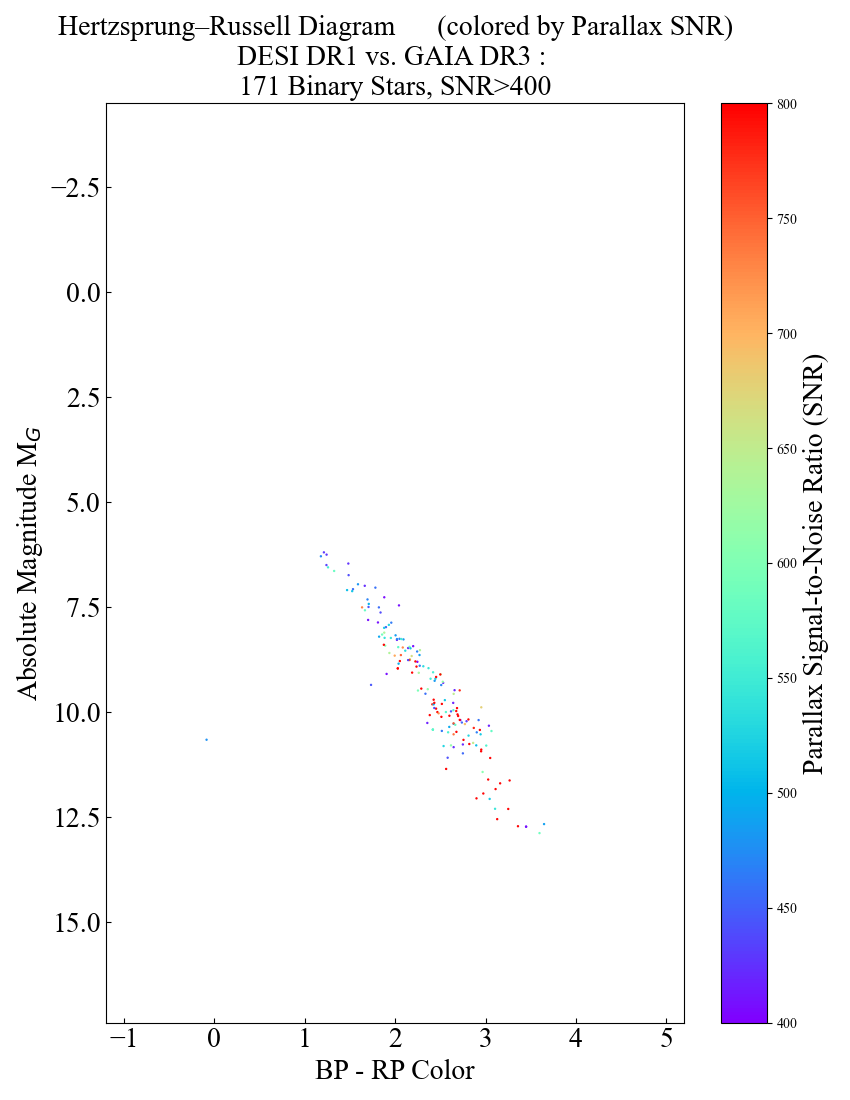 Hertzsprung–Russell Diagram      (colored by Parallax SNR)
DESI DR1 vs. GAIA DR3 :
171 Binary Stars, SNR>400
Absolute Magnitude M_G
−2.5
0.0
2.5
5.0
7.5
10.0
12.5
15.0
−1 0 1 2 3 4 5
BP - RP Color
800
750
700
650
600
550
500
450
400
Parallax Signal-to-Noise Ratio (SNR)